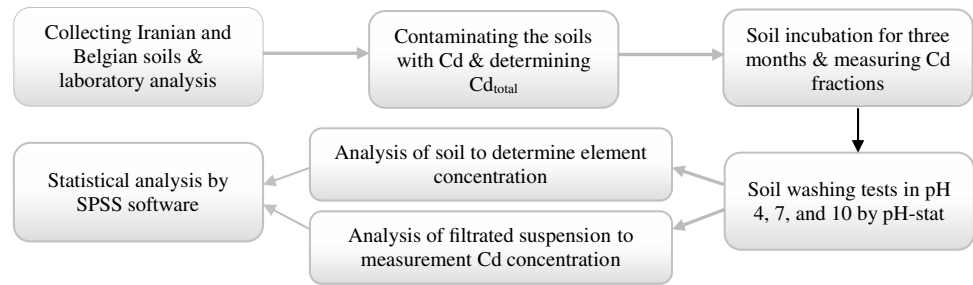 Collecting Iranian and
Belgian soils &
laboratory analysis
Contaminating the soils
with Cd & determining
Cdtotal
Soil incubation for three
months & measuring Cd
fractions
Soil washing tests in pH
4, 7, and 10 by pH-stat
Analysis of soil to determine element
concentration
Analysis of filtrated suspension to
measurement Cd concentration
Statistical analysis by
SPSS software